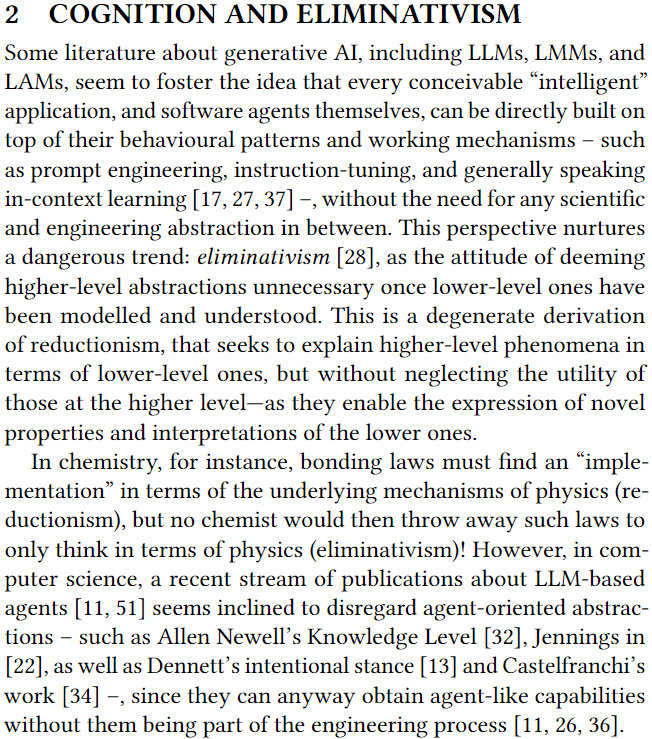 2 COGNITION AND ELIMINATIVISM
Some literature about generative AI, including LLMs, LMMs, and
LAMs, seem to foster the idea that every conceivable “intelligent”
application, and software agents themselves, can be directly built on
top of their behavioural patterns and working mechanisms – such
as prompt engineering, instruction-tuning, and generally speaking
in-context learning [17, 27, 37] –, without the need for any scientific
and engineering abstraction in between. This perspective nurtures
a dangerous trend: eliminativism [28], as the attitude of deeming
higher-level abstractions unnecessary once lower-level ones have
been modelled and understood. This is a degenerate derivation
of reductionism, that seeks to explain higher-level phenomena in
terms of lower-level ones, but without neglecting the utility of
those at the higher level—as they enable the expression of novel
properties and interpretations of the lower ones.
In chemistry, for instance, bonding laws must find an “imple-
mentation” in terms of the underlying mechanisms of physics (re-
ductionism), but no chemist would then throw away such laws to
only think in terms of physics (eliminativism)! However, in com-
puter science, a recent stream of publications about LLM-based
agents [11, 51] seems inclined to disregard agent-oriented abstrac-
tions – such as Allen Newell’s Knowledge Level [32], Jennings in
[22], as well as Dennett’s intentional stance [13] and Castelfranchi’s
work [34] –, since they can anyway obtain agent-like capabilities
without them being part of the engineering process [11, 26, 36].